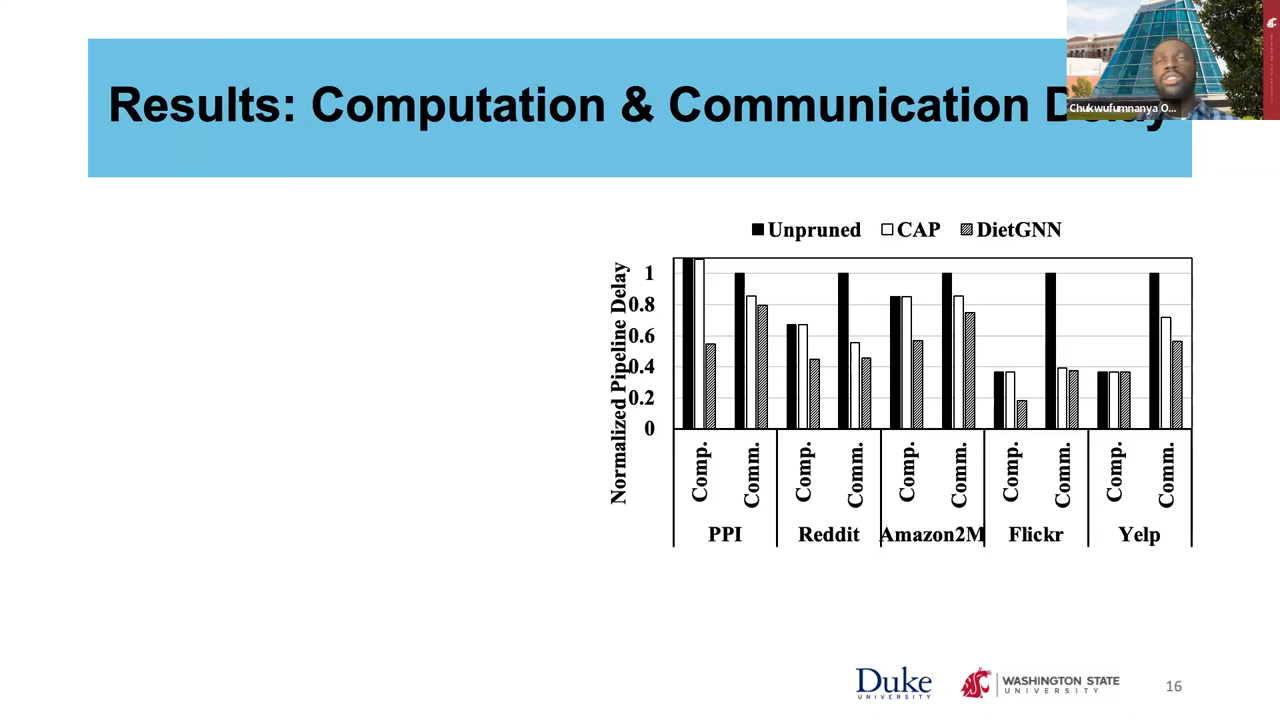 Results: Computation & Communication Delay
Chukwufumnanya O...
Unpruned CAP DietGNN
Normalized Pipeline Delay
1
0.8
0.6
0.4
0.2
0
Comp. Comm. Comp. Comm. Comp. Comm. Comp. Comm. Comp. Comm.
PPI Reddit Amazon2M Flickr Yelp
Duke
UNIVERSITY
WASHINGTON STATE
UNIVERSITY
16